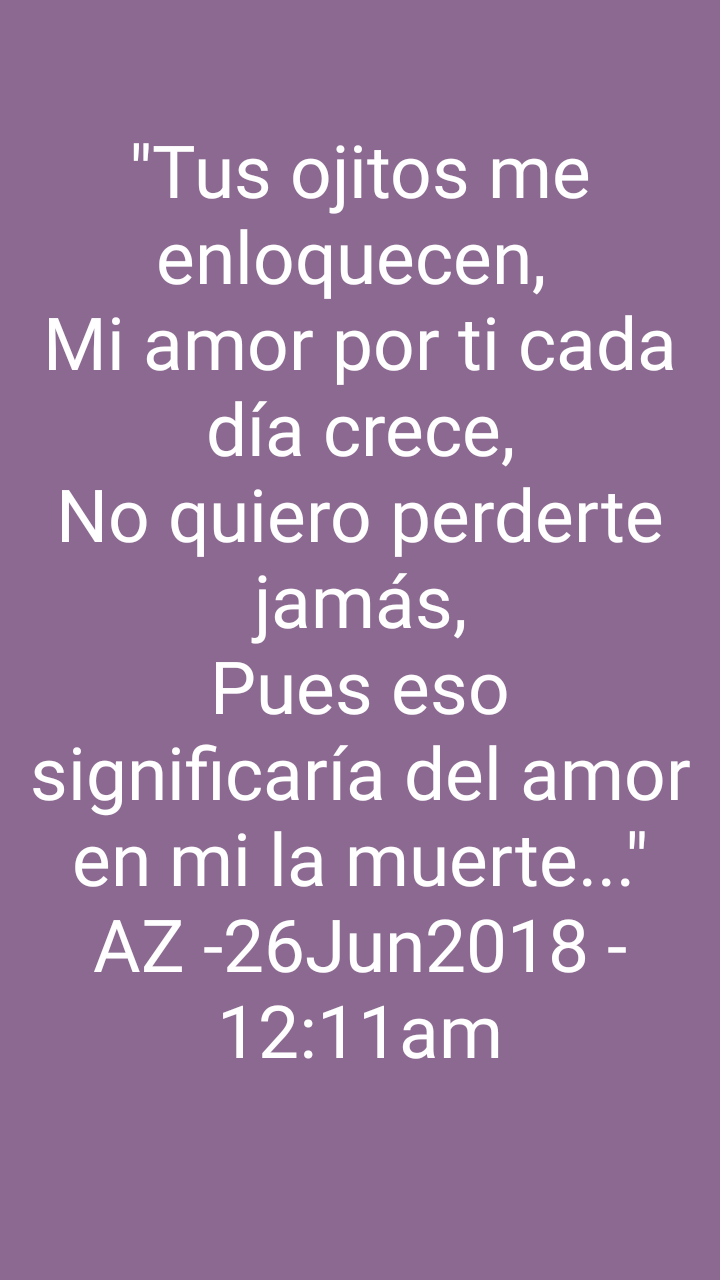 "Tus ojitos me
enloquecen,
Mi amor por ti cada
día crece,
No quiero perderte
jamás,
Pues eso
significaría del amor
en mi la muerte..."
AZ -26Jun2018 -
12:11am